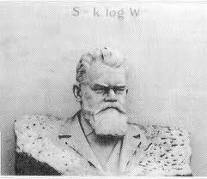 S = k log W